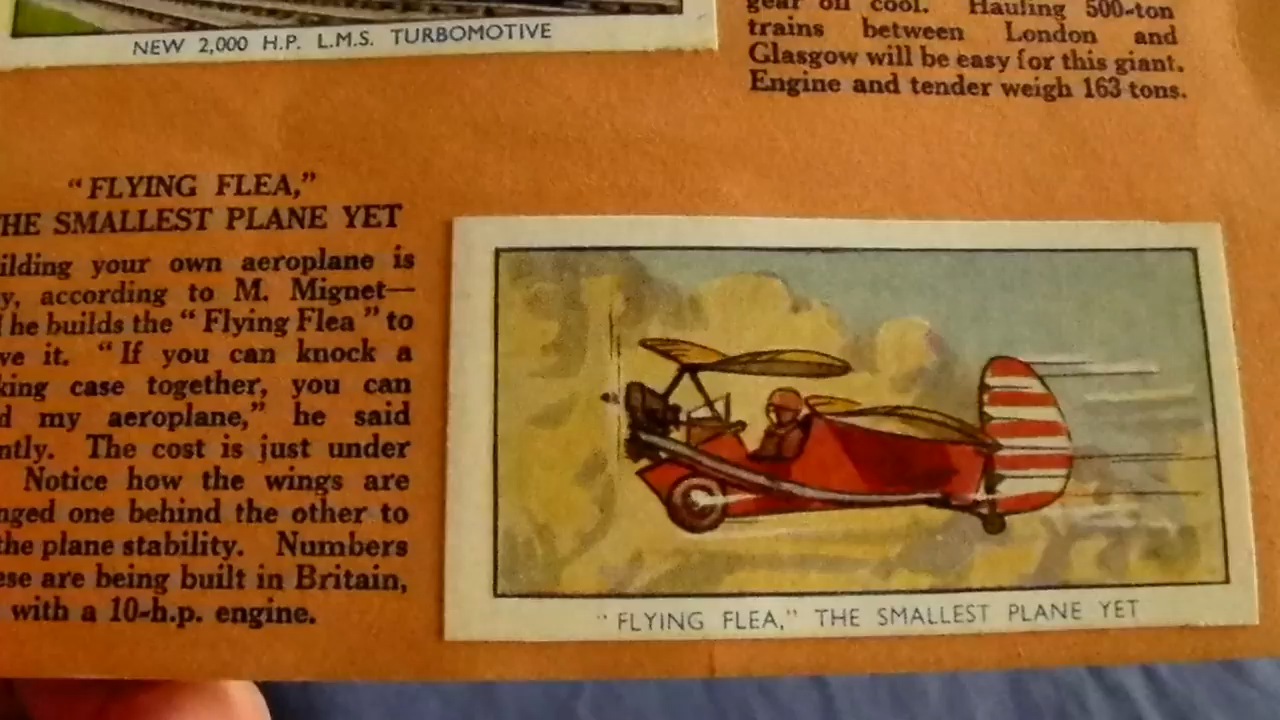 NEW 2,000 H.P. L.M.S. TURBOMOTIVE
gear oil cool. Hauling 500-ton
trains between London and
Glasgow will be easy for this giant.
Engine and tender weigh 163 tons.
"FLYING FLEA,"
HE SMALLEST PLANE YET
ilding your own aeroplane is
y, according to M. Mignet—
he builds the "Flying Flea" to
ve it. "If you can knock a
king case together, you can
d my aeroplane," he said
ntly. The cost is just under
Notice how the wings are
nged one behind the other to
the plane stability. Numbers
ese are being built in Britain,
with a 10-h.p. engine.
"FLYING FLEA," THE SMALLEST PLANE YET